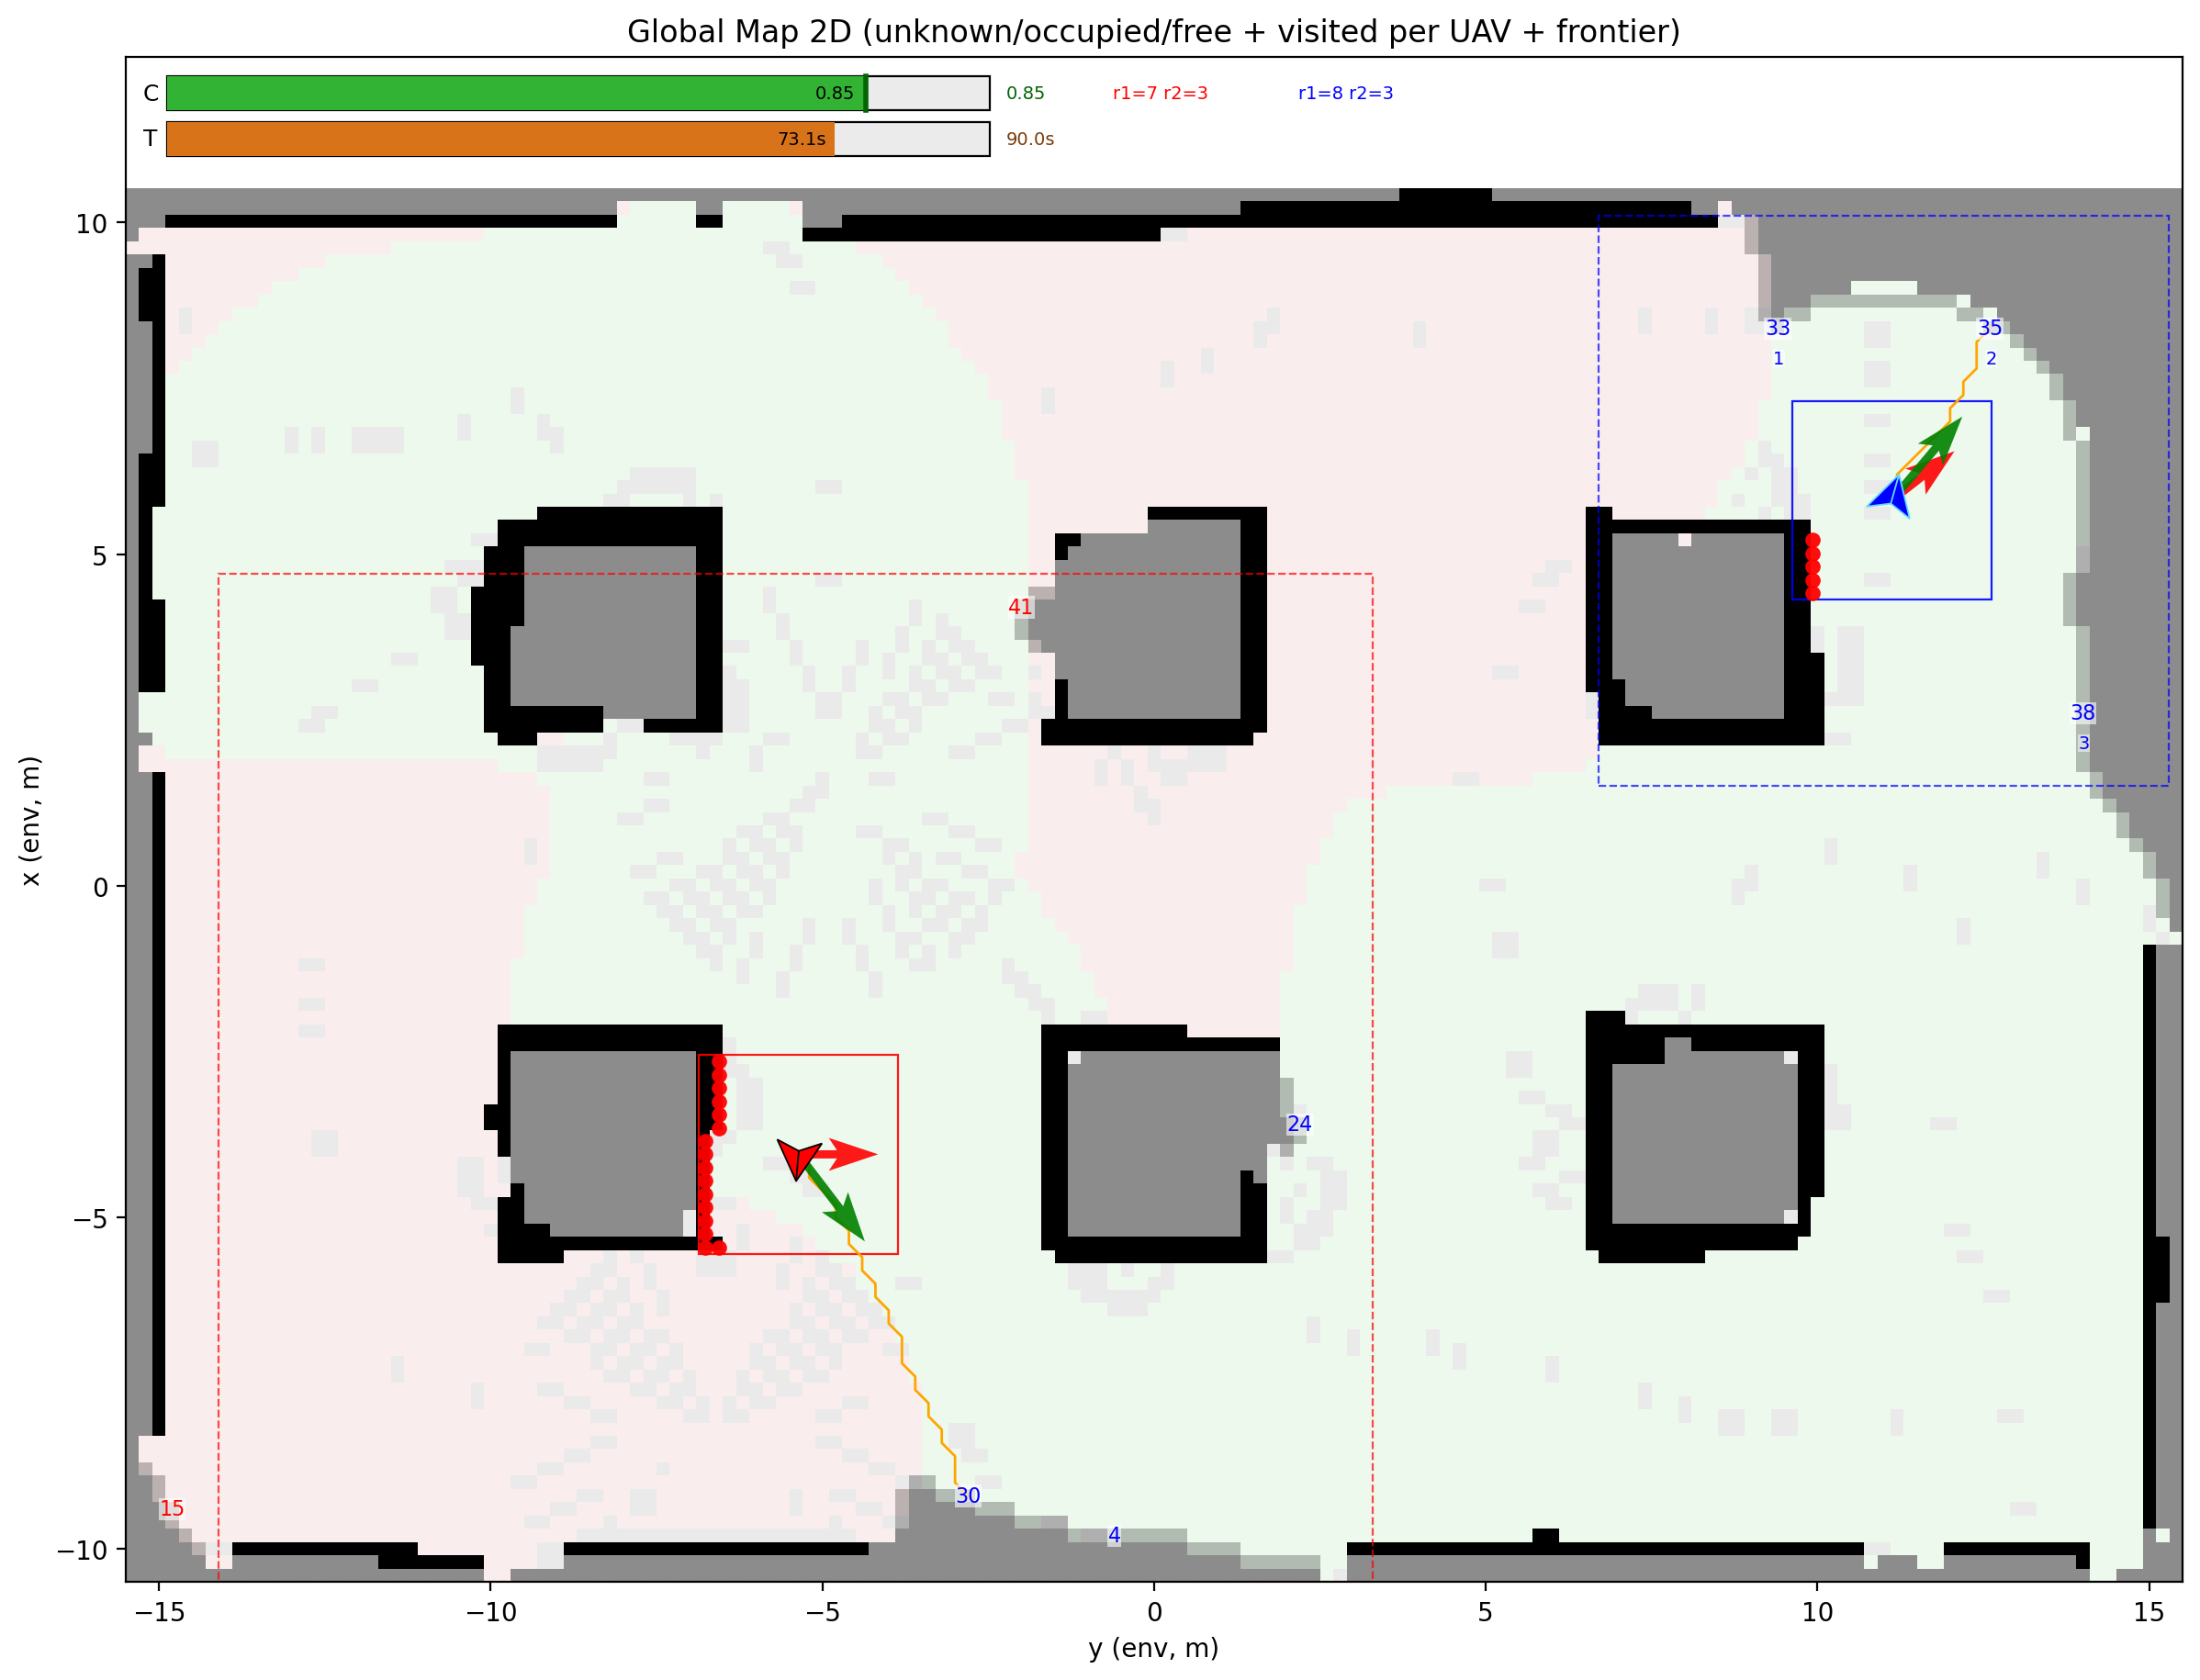 Global Map 2D (unknown/occupied/free + visited per UAV + frontier)
C 0.85 0.85 r1=7 r2=3 r1=8 r2=3
T 73.1s 90.0s
10
5
0
−5
−10
x (env, m)
33 35
1 2
41
38
3
24
15
30
4
−15 −10 −5 0 5 10 15
y (env, m)